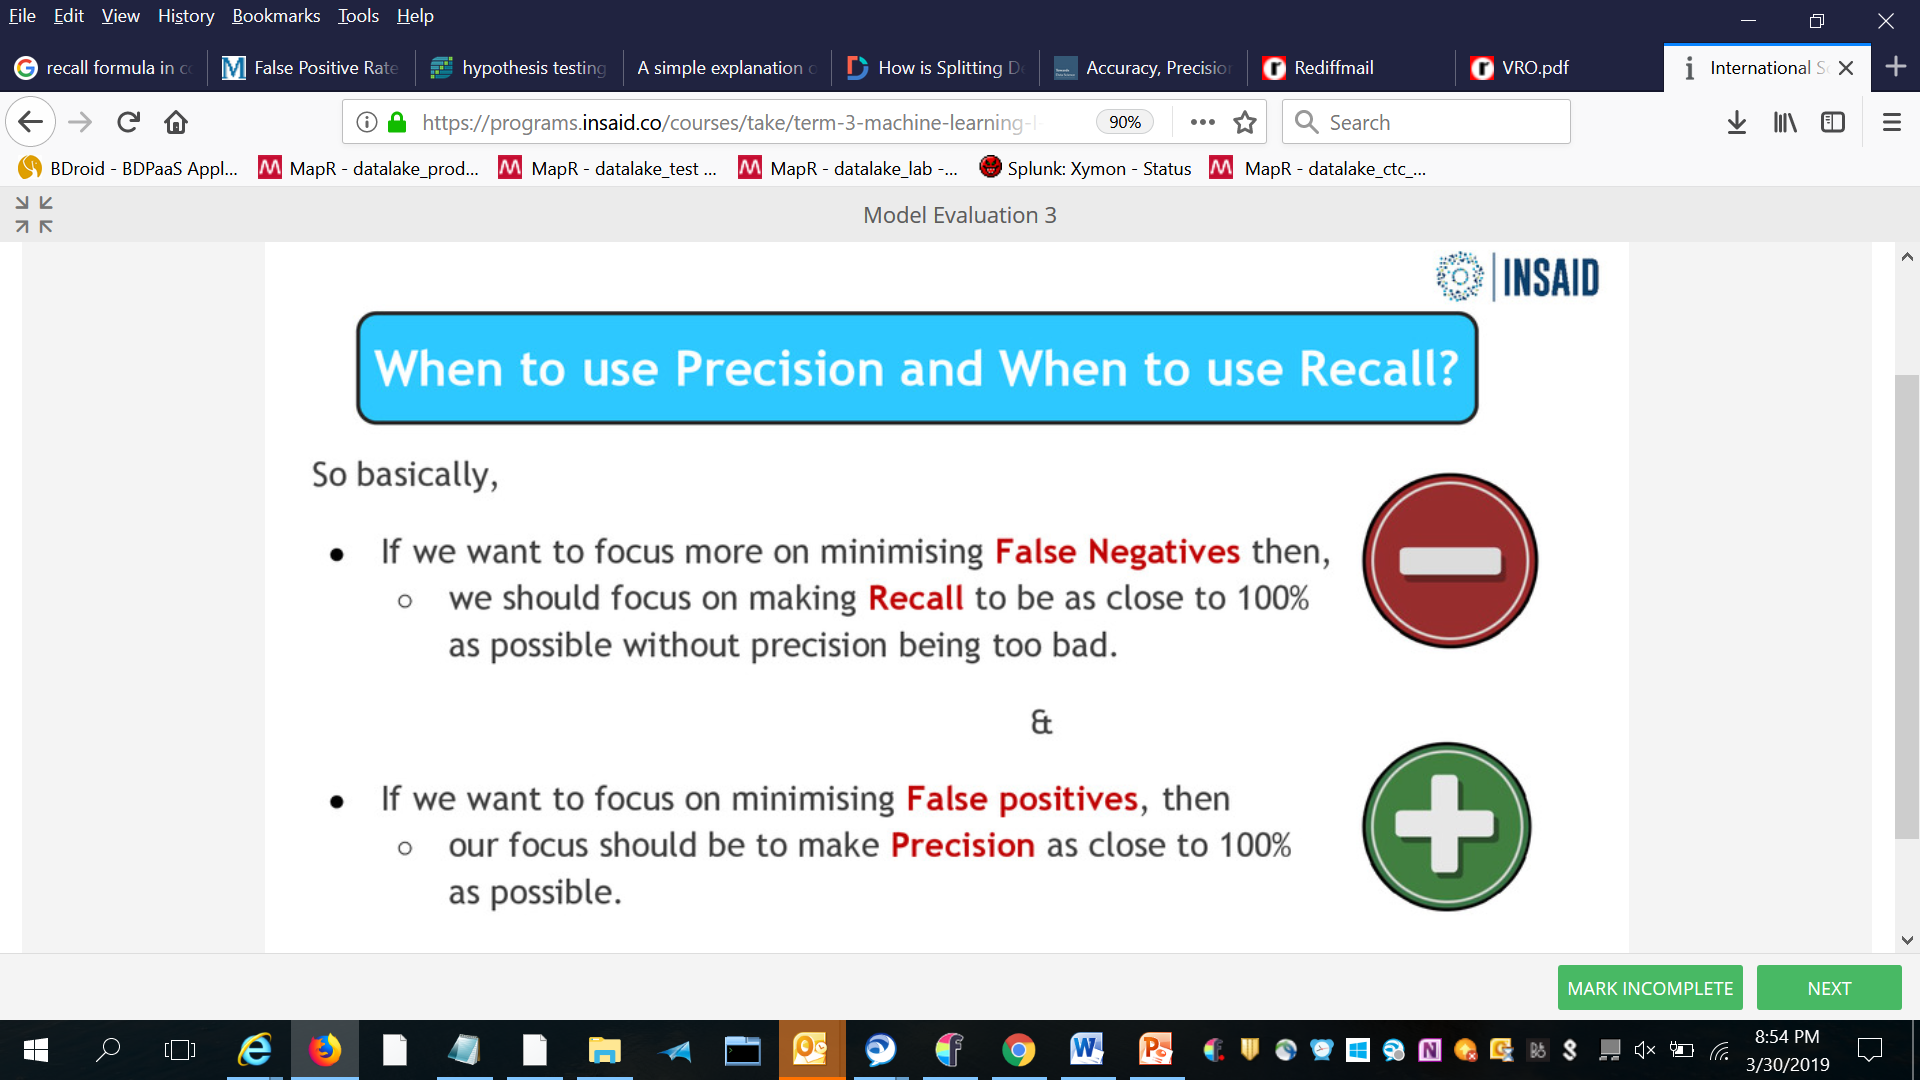 File Edit View History Bookmarks Tools Help
recall formula in
False Positive Rate
hypothesis testing
A simple explanation
How is Splitting
Accuracy, Precision
Rediffmail
VRO.pdf
International
https://programs.insaid.co/courses/take/term-3-machine-learning-
90%
Search
BDroid - BDPaaS Appl...
MapR - datalake_prod...
MapR - datalake_test ...
MapR - datalake_lab -...
Splunk: Xymon - Status
MapR - datalake_ctc_...
Model Evaluation 3
INSAID
When to use Precision and When to use Recall?
So basically,
● If we want to focus more on minimising False Negatives then,
○ we should focus on making Recall to be as close to 100%
as possible without precision being too bad.
&
● If we want to focus on minimising False positives, then
○ our focus should be to make Precision as close to 100%
as possible.
MARK INCOMPLETE
NEXT
8:54 PM
3/30/2019